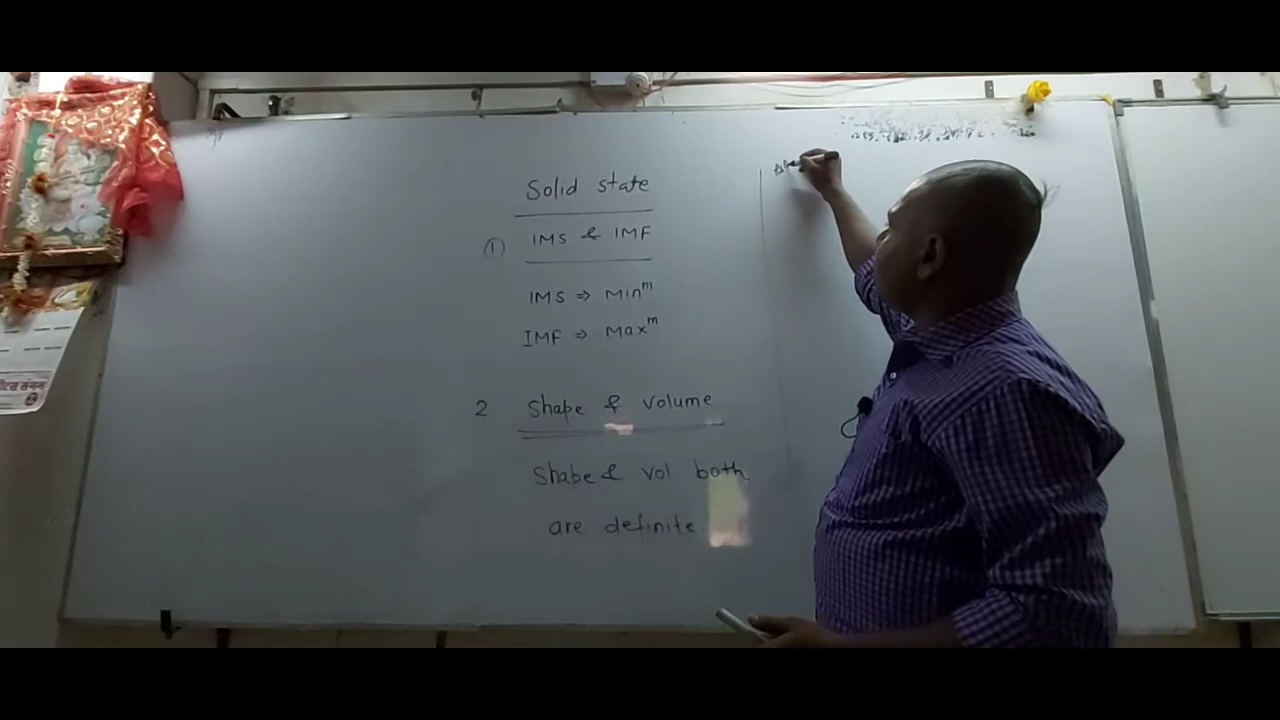 Solid state
① IMS & IMF
IMS ⇒ Minᵐ
IMF ⇒ Maxᵐ
2 Shape & volume
Shape & vol both
are definite